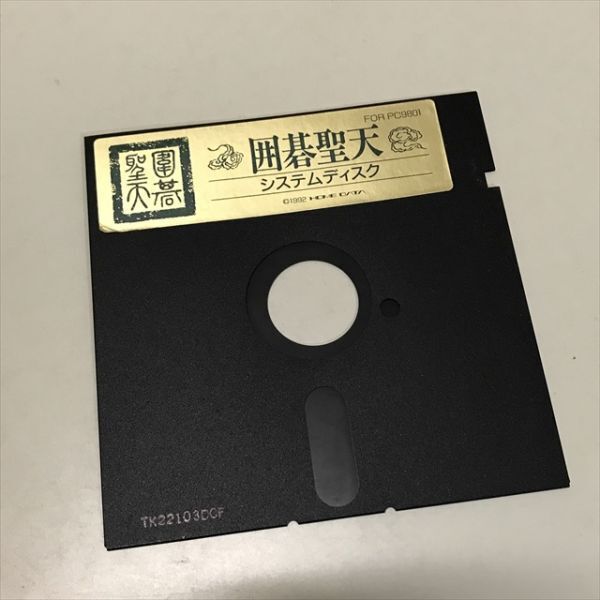 FOR PC9801
囲碁聖天
システムディスク
©1992 HOME DATA
囲碁
聖天
TK22103DCF